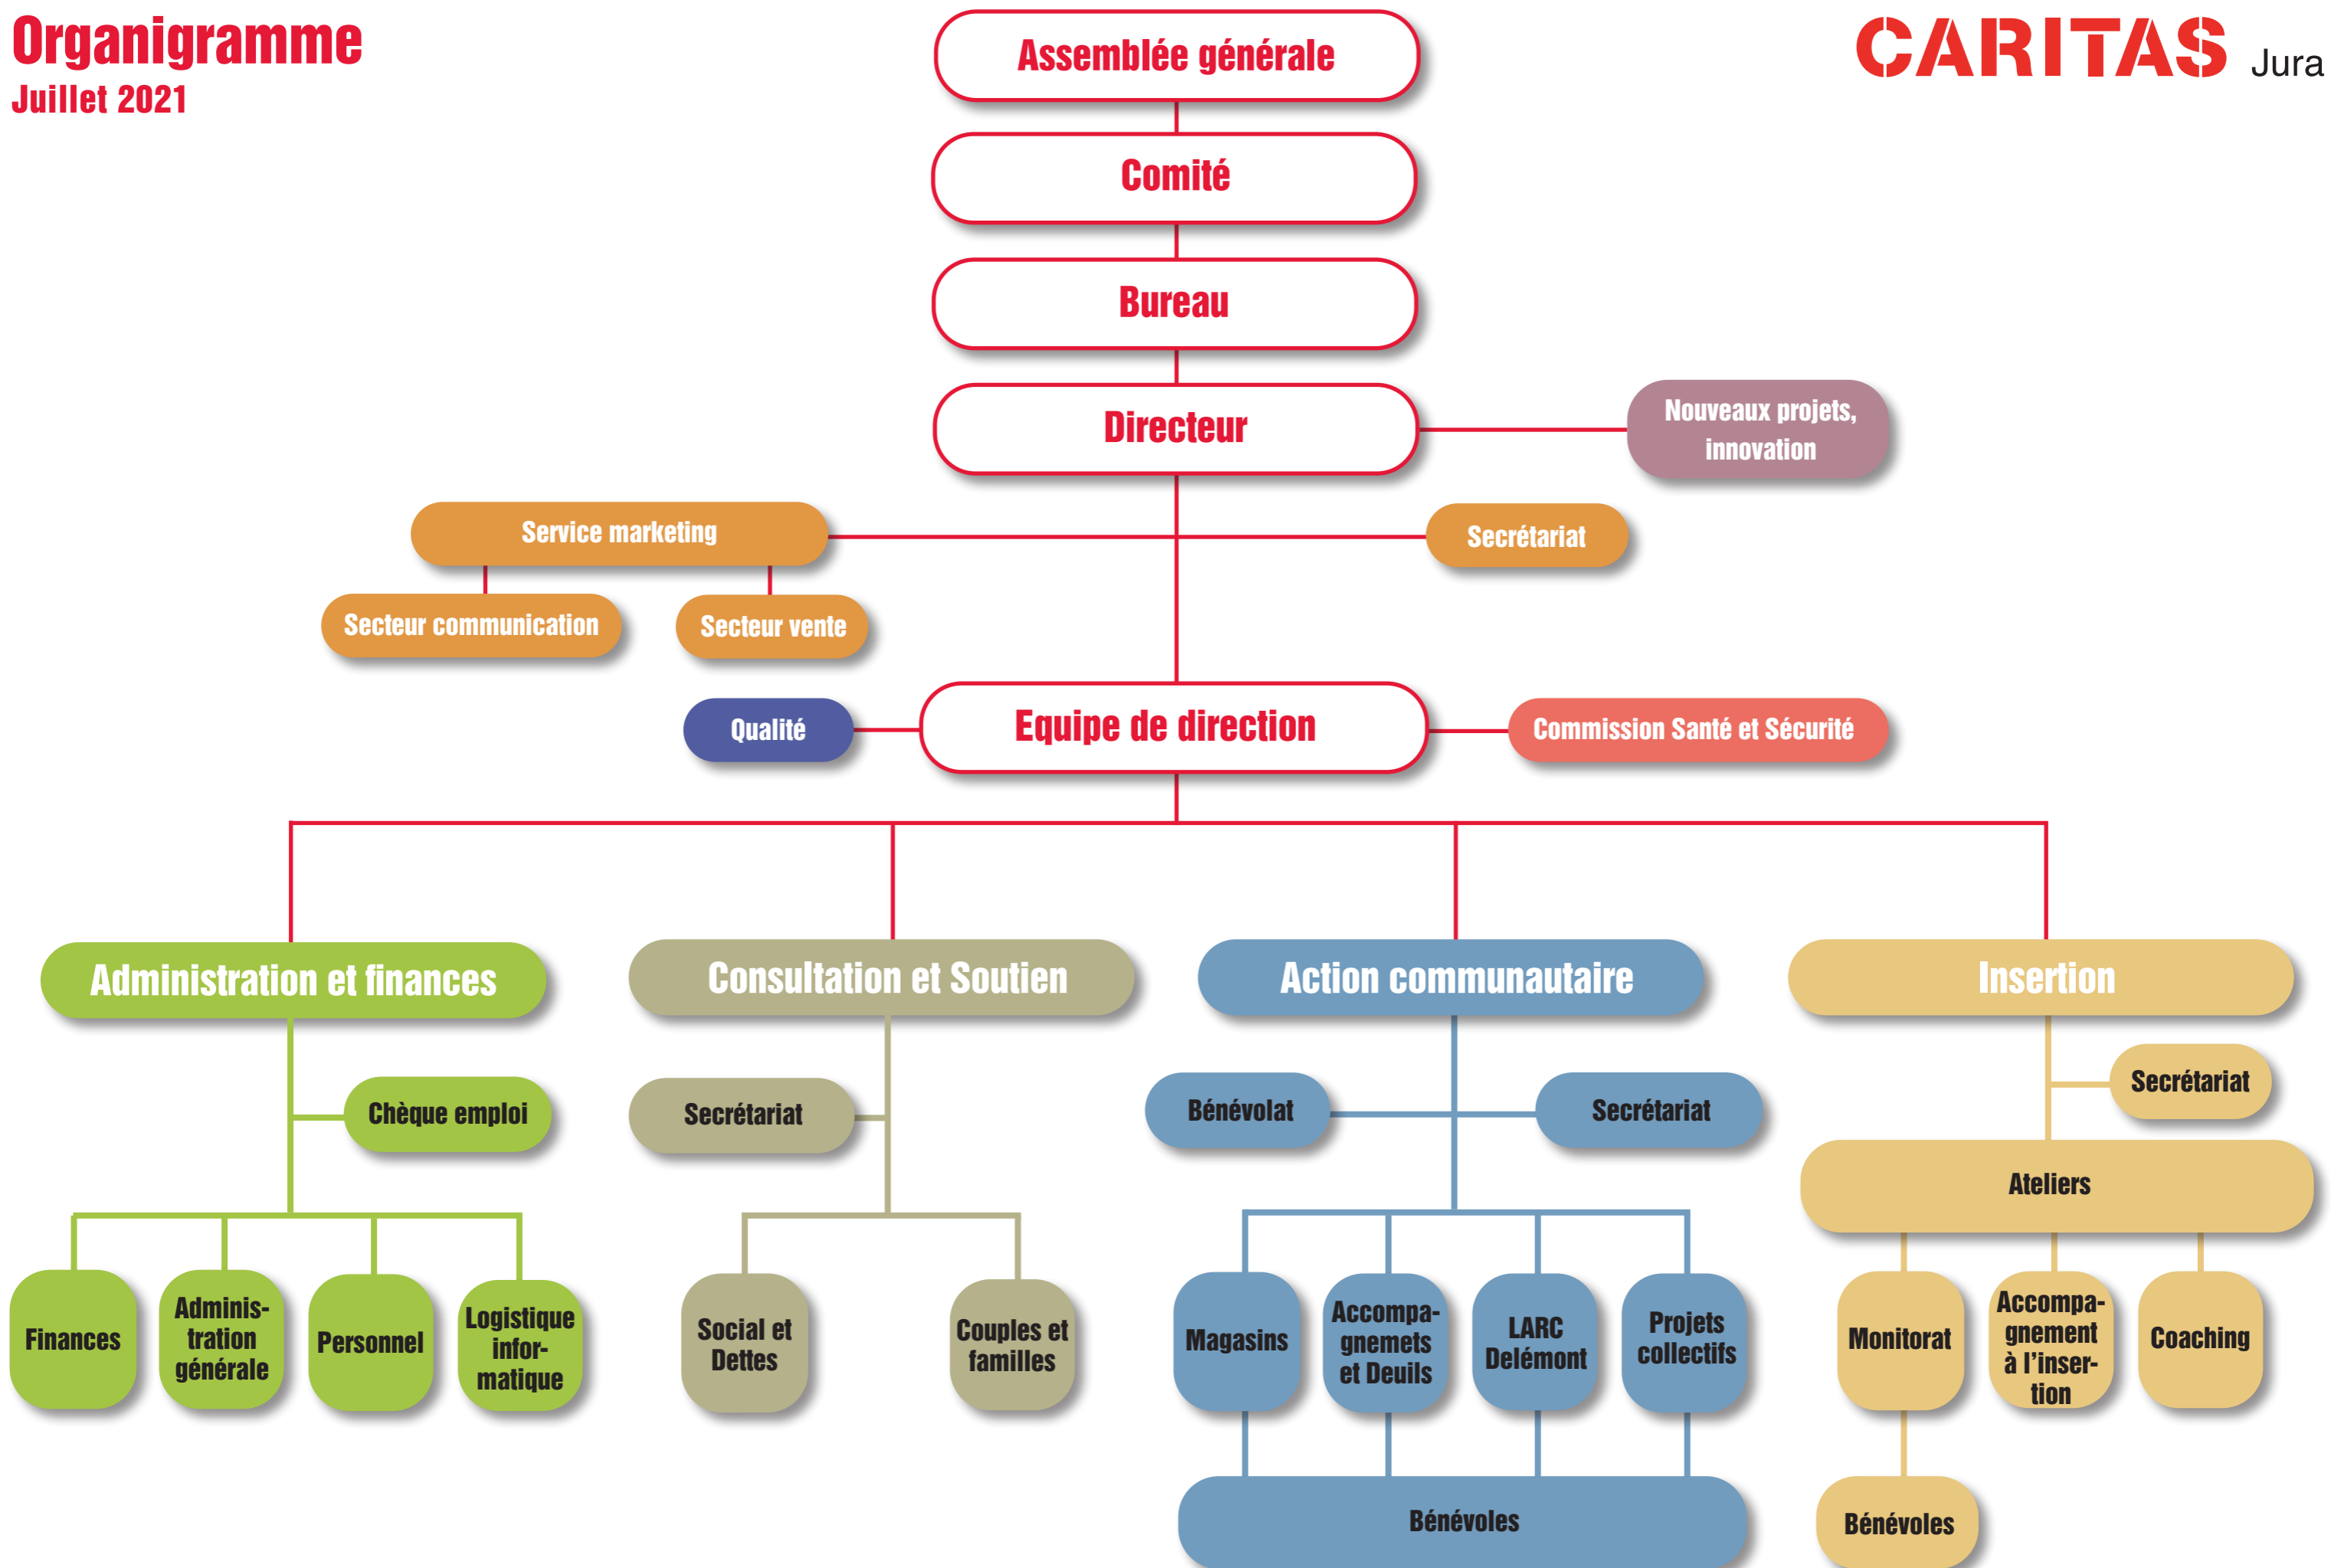 Organigramme
Juillet 2021
CARITAS Jura
Assemblée générale
Comité
Bureau
Directeur
Nouveaux projets,
innovation
Service marketing
Secrétariat
Secteur communication
Secteur vente
Qualité
Equipe de direction
Commission Santé et Sécurité
Administration et finances
Consultation et Soutien
Action communautaire
Insertion
Chèque emploi
Secrétariat
Bénévolat
Secrétariat
Secrétariat
Ateliers
Finances
Adminis-
tration
générale
Personnel
Logistique
infor-
matique
Social et
Dettes
Couples et
familles
Magasins
Accompa-
gnemets
et Deuils
LARC
Delémont
Projets
collectifs
Monitorat
Accompa-
gnement
à l'inser-
tion
Coaching
Bénévoles
Bénévoles